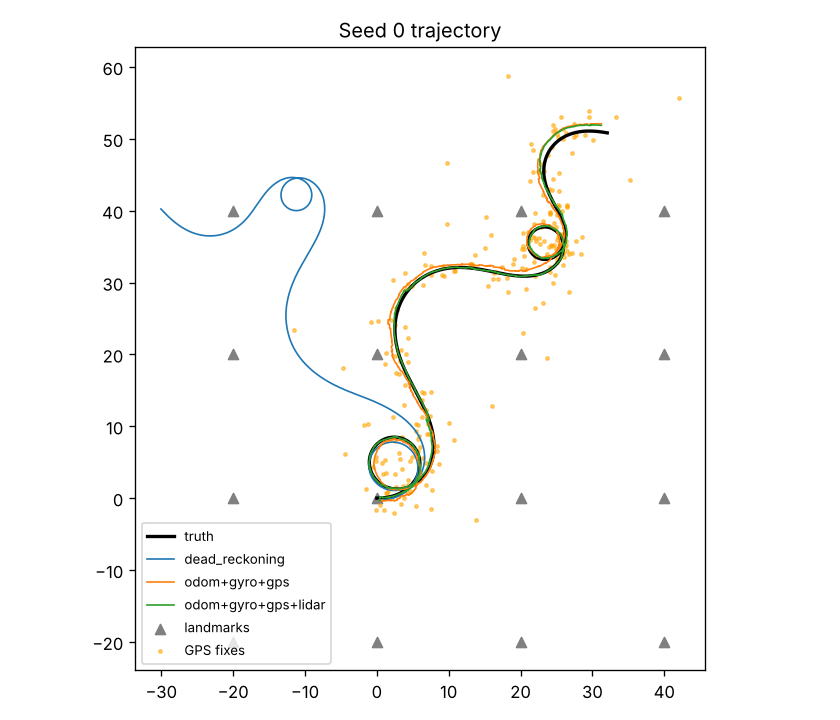 Seed 0 trajectory
60
50
40
30
20
10
0
−10
−20
truth
dead_reckoning
odom+gyro+gps
odom+gyro+gps+lidar
landmarks
GPS fixes
−30 −20 −10 0 10 20 30 40